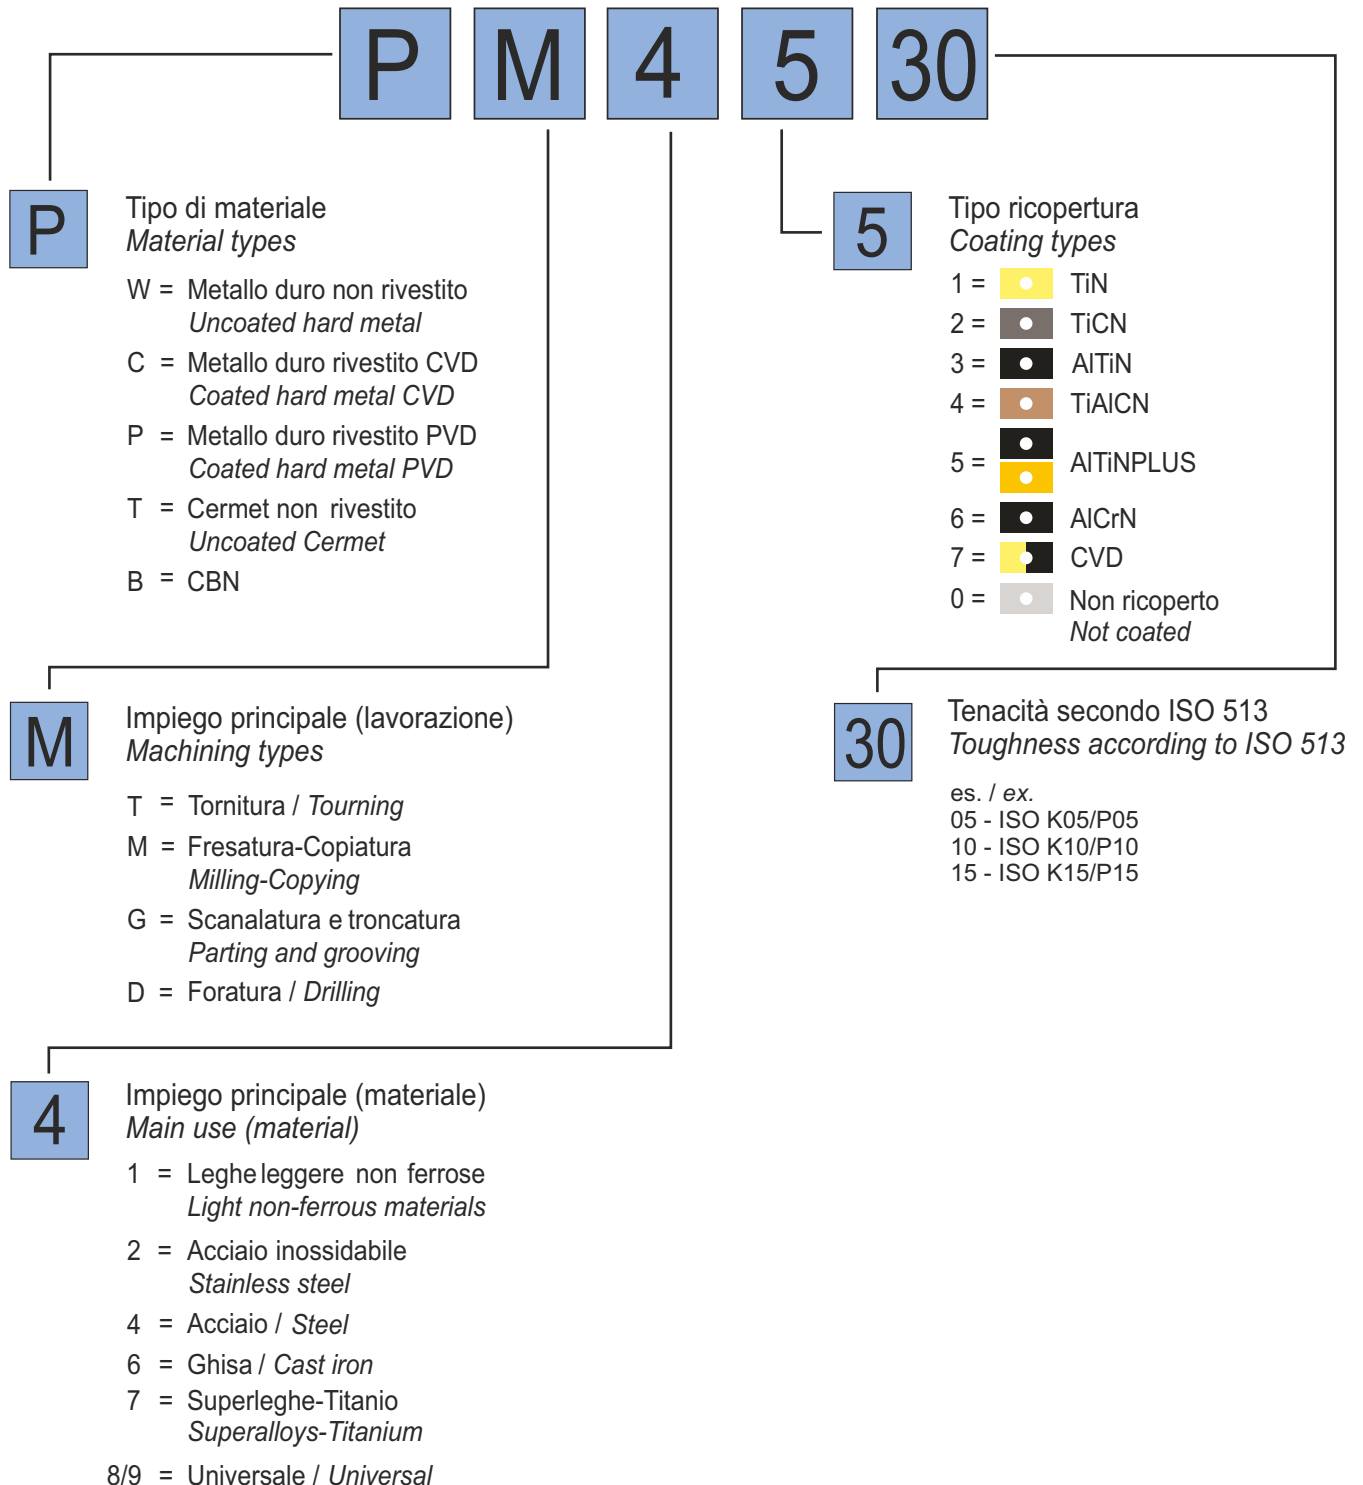 P M 4 5 30
P
Tipo di materiale
Material types
W = Metallo duro non rivestito
Uncoated hard metal
C = Metallo duro rivestito CVD
Coated hard metal CVD
P = Metallo duro rivestito PVD
Coated hard metal PVD
T = Cermet non rivestito
Uncoated Cermet
B = CBN
M
Impiego principale (lavorazione)
Machining types
T = Tornitura / Tourning
M = Fresatura-Copiatura
Milling-Copying
G = Scanalatura e troncatura
Parting and grooving
D = Foratura / Drilling
4
Impiego principale (materiale)
Main use (material)
1 = Leghe leggere non ferrose
Light non-ferrous materials
2 = Acciaio inossidabile
Stainless steel
4 = Acciaio / Steel
6 = Ghisa / Cast iron
7 = Superleghe-Titanio
Superalloys-Titanium
8/9 = Universale / Universal
5
Tipo ricopertura
Coating types
1 = TiN
2 = TiCN
3 = AlTiN
4 = TiAlCN
5 = AlTiNPLUS
6 = AlCrN
7 = CVD
0 = Non ricoperto
Not coated
30
Tenacità secondo ISO 513
Toughness according to ISO 513
es. / ex.
05 - ISO K05/P05
10 - ISO K10/P10
15 - ISO K15/P15